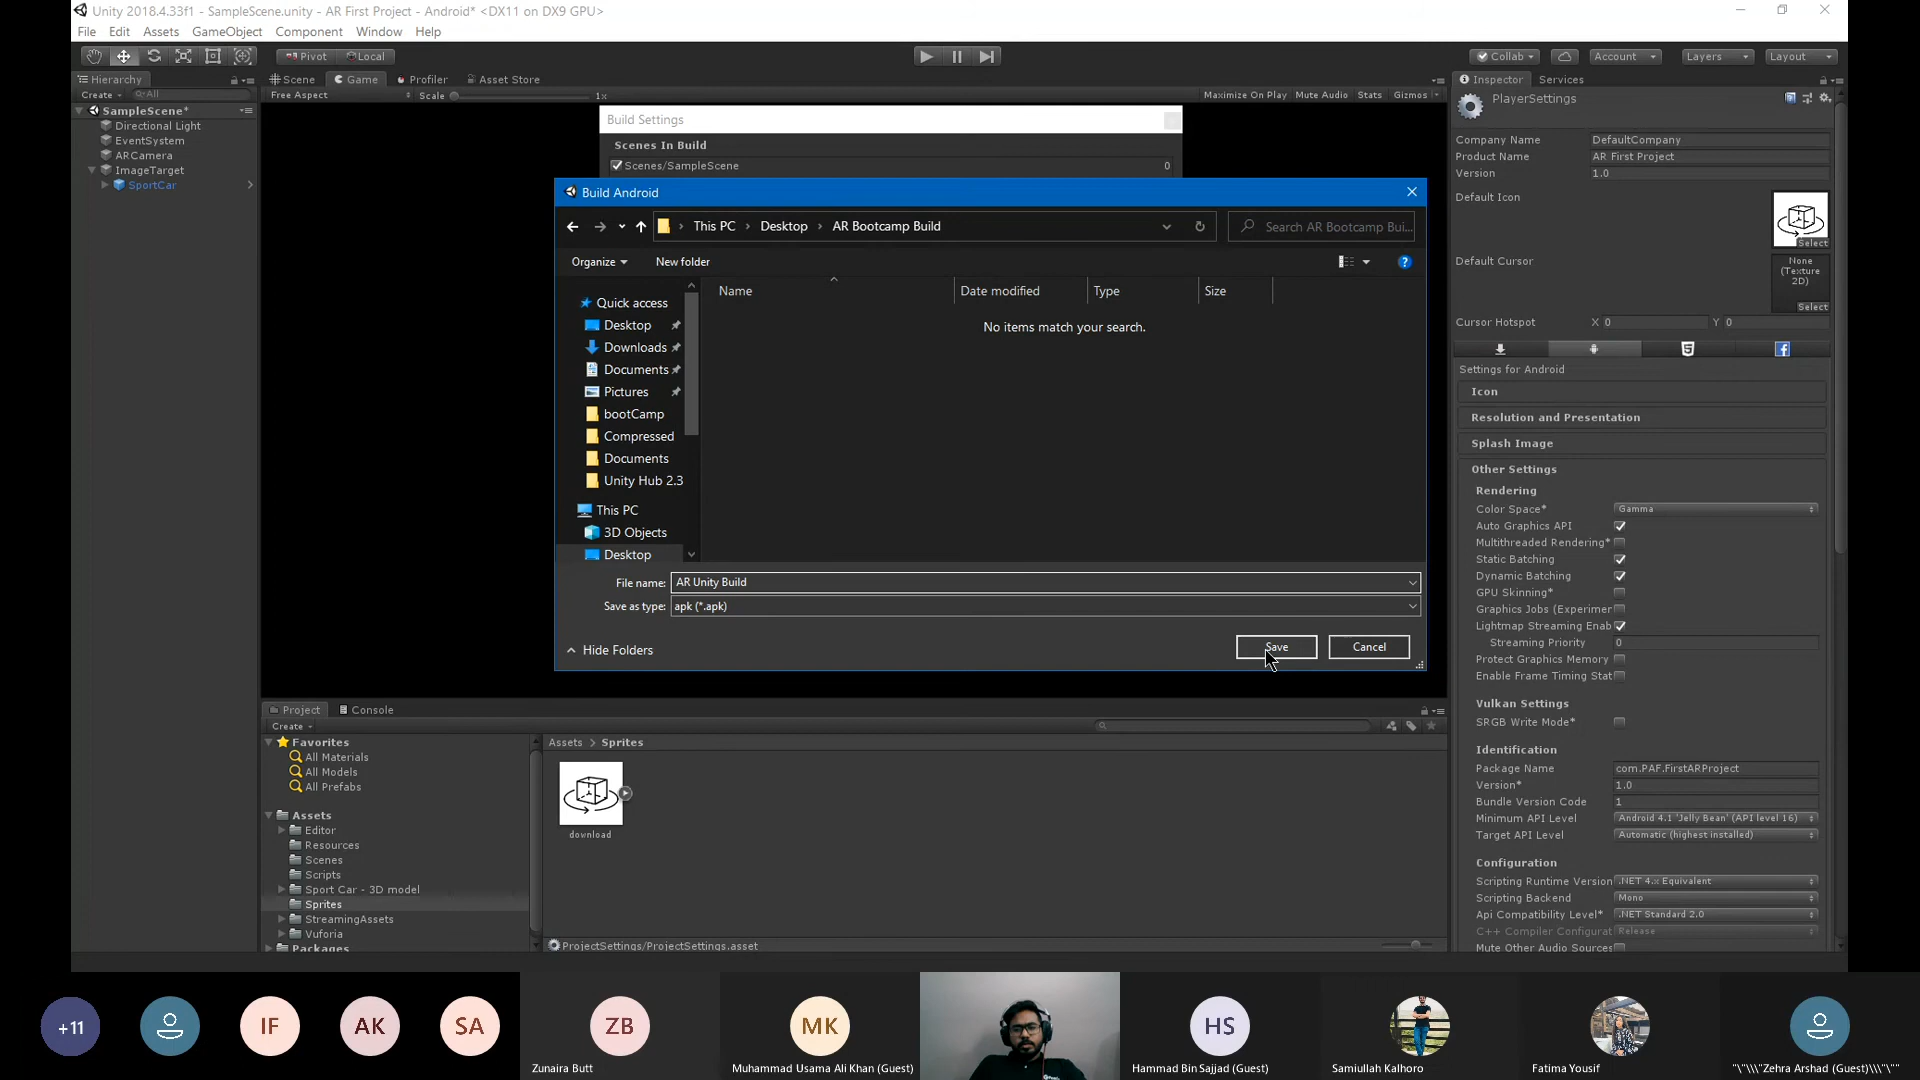 Unity 2018.4.33f1 - SampleScene.unity - AR First Project - Android* <DX11 on DX9 GPU>
File Edit Assets GameObject Component Window Help
Pivot Local Collab Account Layers Layout
Hierarchy Scene Game Profiler Asset Store Inspector Services
Create All Free Aspect Scale 1x Maximize On Play Mute Audio Stats Gizmos PlayerSettings
SampleScene*
Directional Light
EventSystem
ARCamera
ImageTarget
SportCar
Build Settings
Scenes In Build
Scenes/SampleScene 0
Build Android
This PC Desktop AR Bootcamp Build Search AR Bootcamp Bui...
Organize New folder
Name Date modified Type Size
No items match your search.
Quick access
Desktop
Downloads
Documents
Pictures
bootCamp
Compressed
Documents
Unity Hub 2.3
This PC
3D Objects
Desktop
File name: AR Unity Build
Save as type: apk (*.apk)
Hide Folders Save Cancel
Company Name DefaultCompany
Product Name AR First Project
Version 1.0
Default Icon
Select
Default Cursor None
(Texture
2D)
Select
Cursor Hotspot X 0 Y 0
Settings for Android
Icon
Resolution and Presentation
Splash Image
Other Settings
Rendering
Color Space* Gamma
Auto Graphics API
Multithreaded Rendering*
Static Batching
Dynamic Batching
GPU Skinning*
Graphics Jobs (Experimer
Lightmap Streaming Enab
Streaming Priority 0
Protect Graphics Memory
Enable Frame Timing Stat
Vulkan Settings
SRGB Write Mode*
Identification
Package Name com.PAF.FirstARProject
Version* 1.0
Bundle Version Code 1
Minimum API Level Android 4.1 'Jelly Bean' (API level 16)
Target API Level Automatic (highest installed)
Configuration
Scripting Runtime Version .NET 4.x Equivalent
Scripting Backend Mono
Api Compatibility Level* .NET Standard 2.0
C++ Compiler Configurat Release
Mute Other Audio Sources
Project Console
Create
Favorites
All Materials
All Models
All Prefabs
Assets
Editor
Resources
Scenes
Scripts
Sport Car - 3D model
Sprites
StreamingAssets
Vuforia
Packages
Assets > Sprites
download
ProjectSettings/ProjectSettings.asset
+11 IF AK SA ZB MK HS
Zunaira Butt Muhammad Usama Ali Khan (Guest) Hammad Bin Sajjad (Guest) Samiullah Kalhoro Fatima Yousif "\"\\\"Zehra Arshad (Guest)\\\"\""